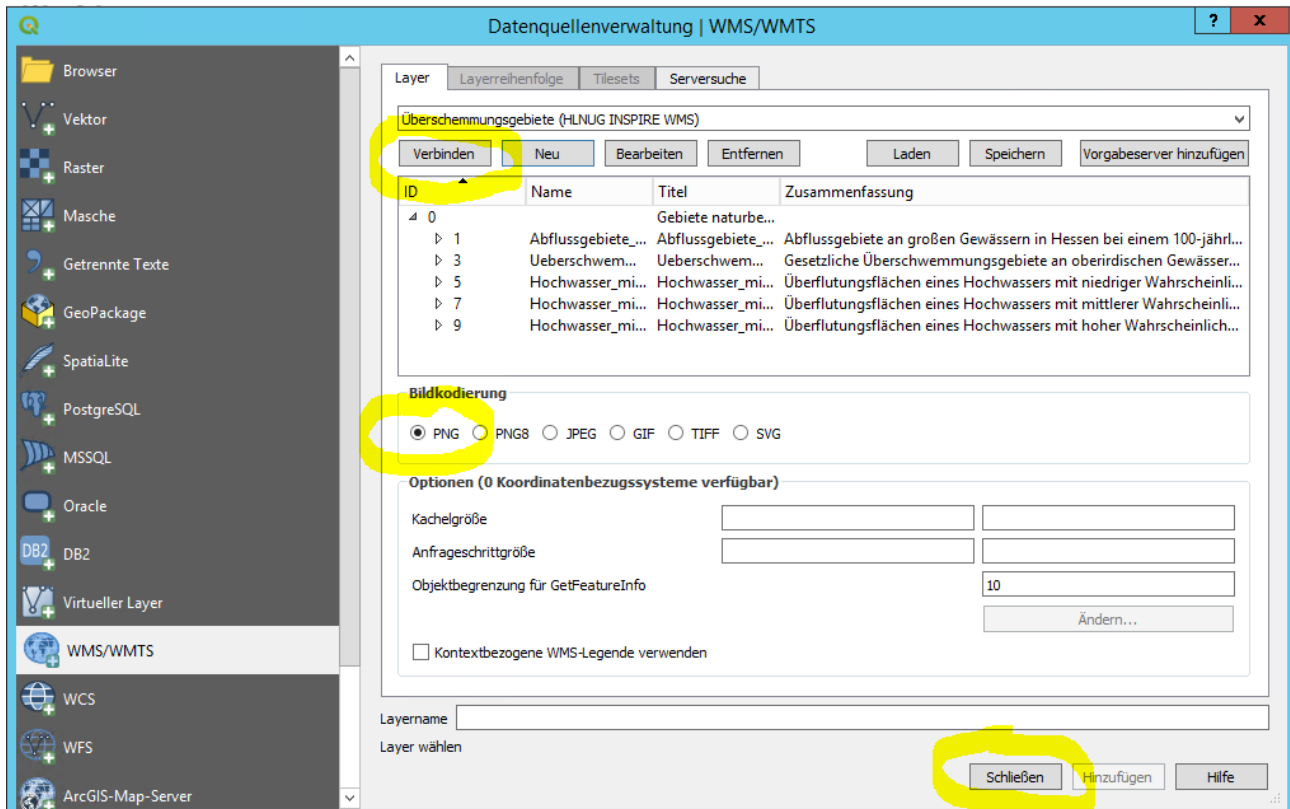 Datenquellenverwaltung | WMS/WMTS
?
x
Browser
Vektor
Raster
Masche
Getrennte Texte
GeoPackage
SpatiaLite
PostgreSQL
MSSQL
Oracle
DB2 DB2
Virtueller Layer
WMS/WMTS
WCS
WFS
ArcGIS-Map-Server
Layer Layerreihenfolge Tilesets Serversuche
Überschemmungsgebiete (HLNUG INSPIRE WMS)
Verbinden Neu Bearbeiten Entfernen Laden Speichern Vorgabeserver hinzufügen
ID Name Titel Zusammenfassung
0 Gebiete naturbe...
1 Abflussgebiete_... Abflussgebiete_... Abflussgebiete an großen Gewässern in Hessen bei einem 100-jährl...
3 Ueberschwem... Ueberschwem... Gesetzliche Überschwemmungsgebiete an oberirdischen Gewässer...
5 Hochwasser_mi... Hochwasser_mi... Überflutungsflächen eines Hochwassers mit niedriger Wahrscheinli...
7 Hochwasser_mi... Hochwasser_mi... Überflutungsflächen eines Hochwassers mit mittlerer Wahrscheinli...
9 Hochwasser_mi... Hochwasser_mi... Überflutungsflächen eines Hochwassers mit hoher Wahrscheinlich...
Bildkodierung
PNG PNG8 JPEG GIF TIFF SVG
Optionen (0 Koordinatenbezugssysteme verfügbar)
Kachelgröße
Anfrageschrittgröße
Objektbegrenzung für GetFeatureInfo 10
Ändern...
Kontextbezogene WMS-Legende verwenden
Layername
Layer wählen
Schließen Hinzufügen Hilfe